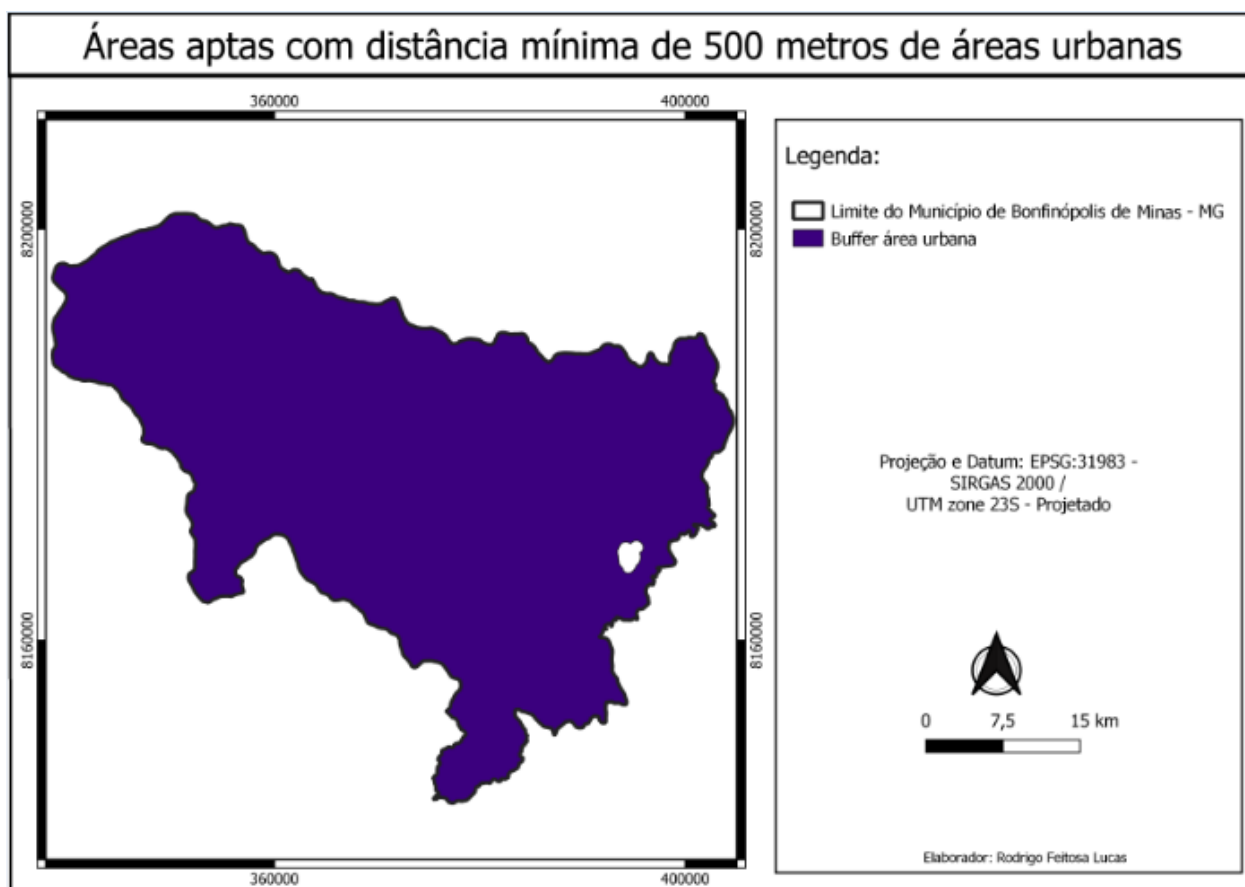 Áreas aptas com distância mínima de 500 metros de áreas urbanas
360000
400000
8200000
8200000
8160000
8160000
360000
400000
Legenda:
Limite do Município de Bonfinópolis de Minas - MG
Buffer área urbana
Projeção e Datum: EPSG:31983 -
SIRGAS 2000 /
UTM zone 23S - Projetado
0 7,5 15 km
Elaborador: Rodrigo Feitosa Lucas